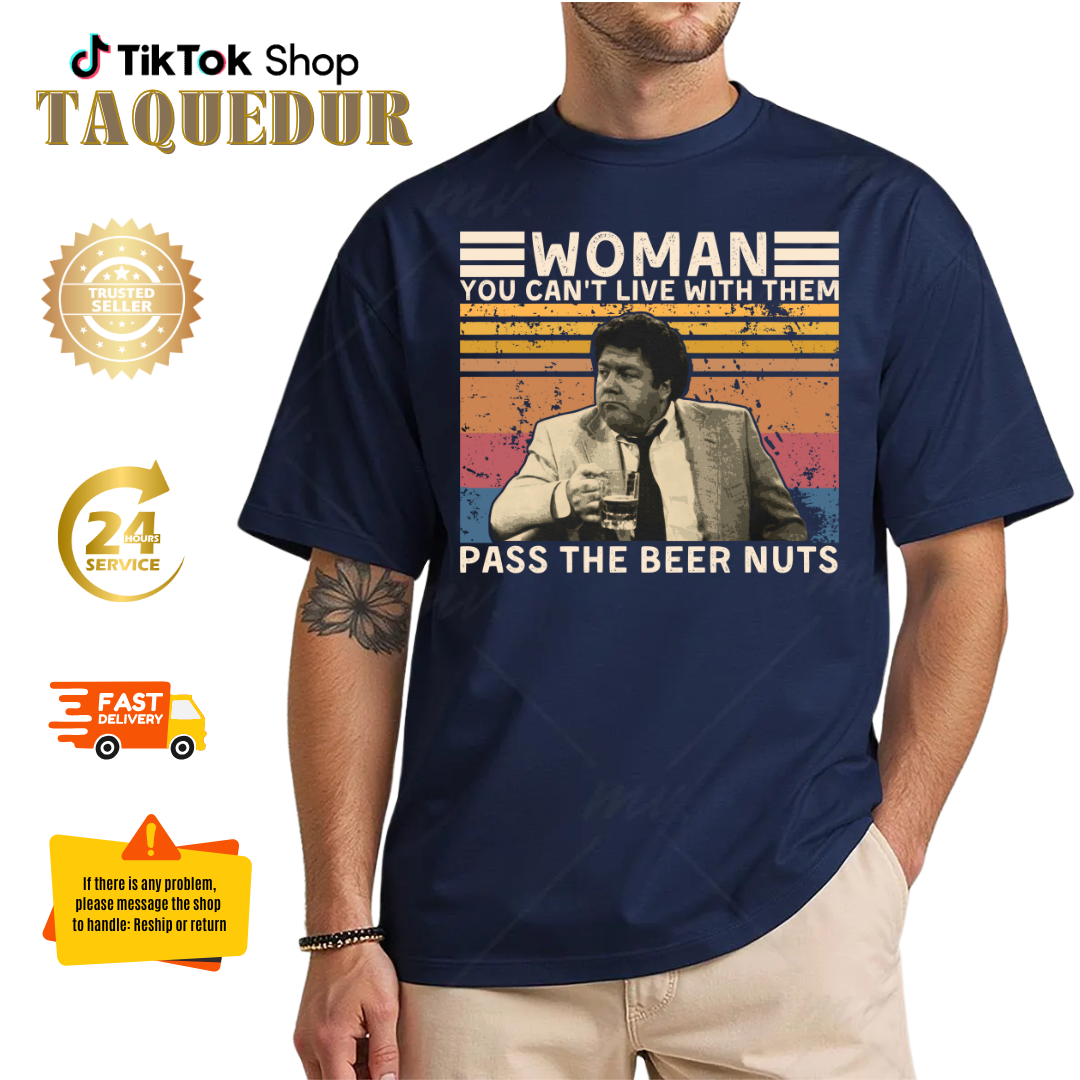 TikTok Shop
TAQUEDUR
TRUSTED
SELLER
24
HOURS
SERVICE
FAST
DELIVERY
If there is any problem,
please message the shop
to handle: Reship or return
WOMAN
YOU CAN'T LIVE WITH THEM
PASS THE BEER NUTS